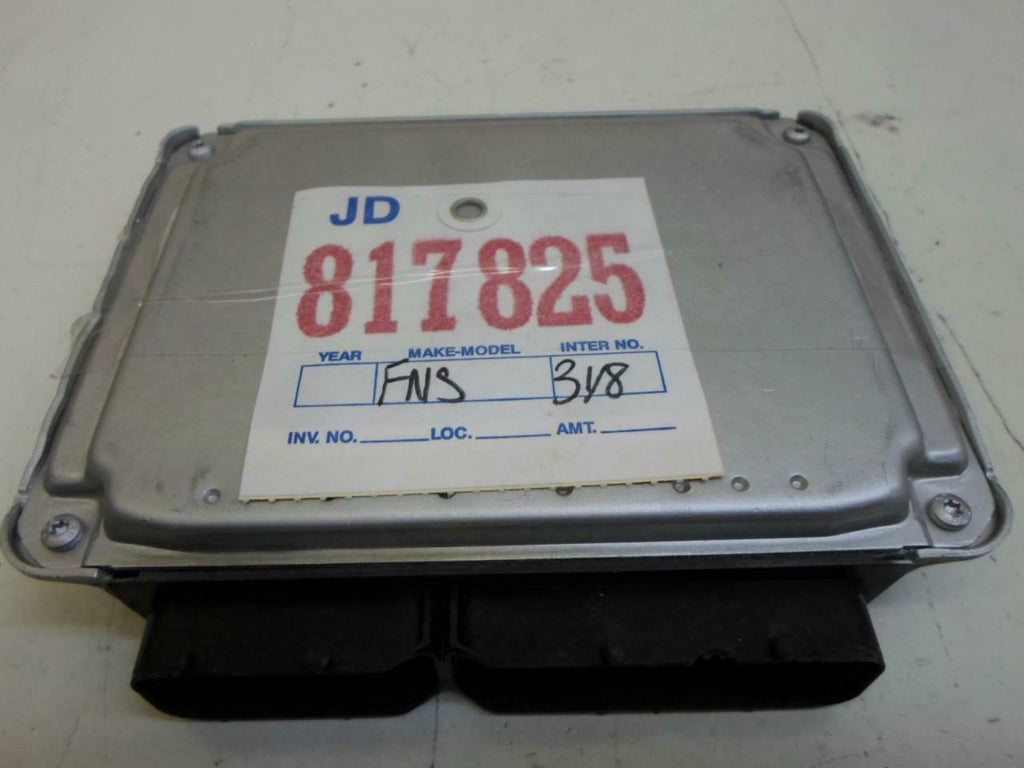 JD
817825
YEAR MAKE-MODEL INTER NO.
FNS 318
INV. NO. LOC. AMT.